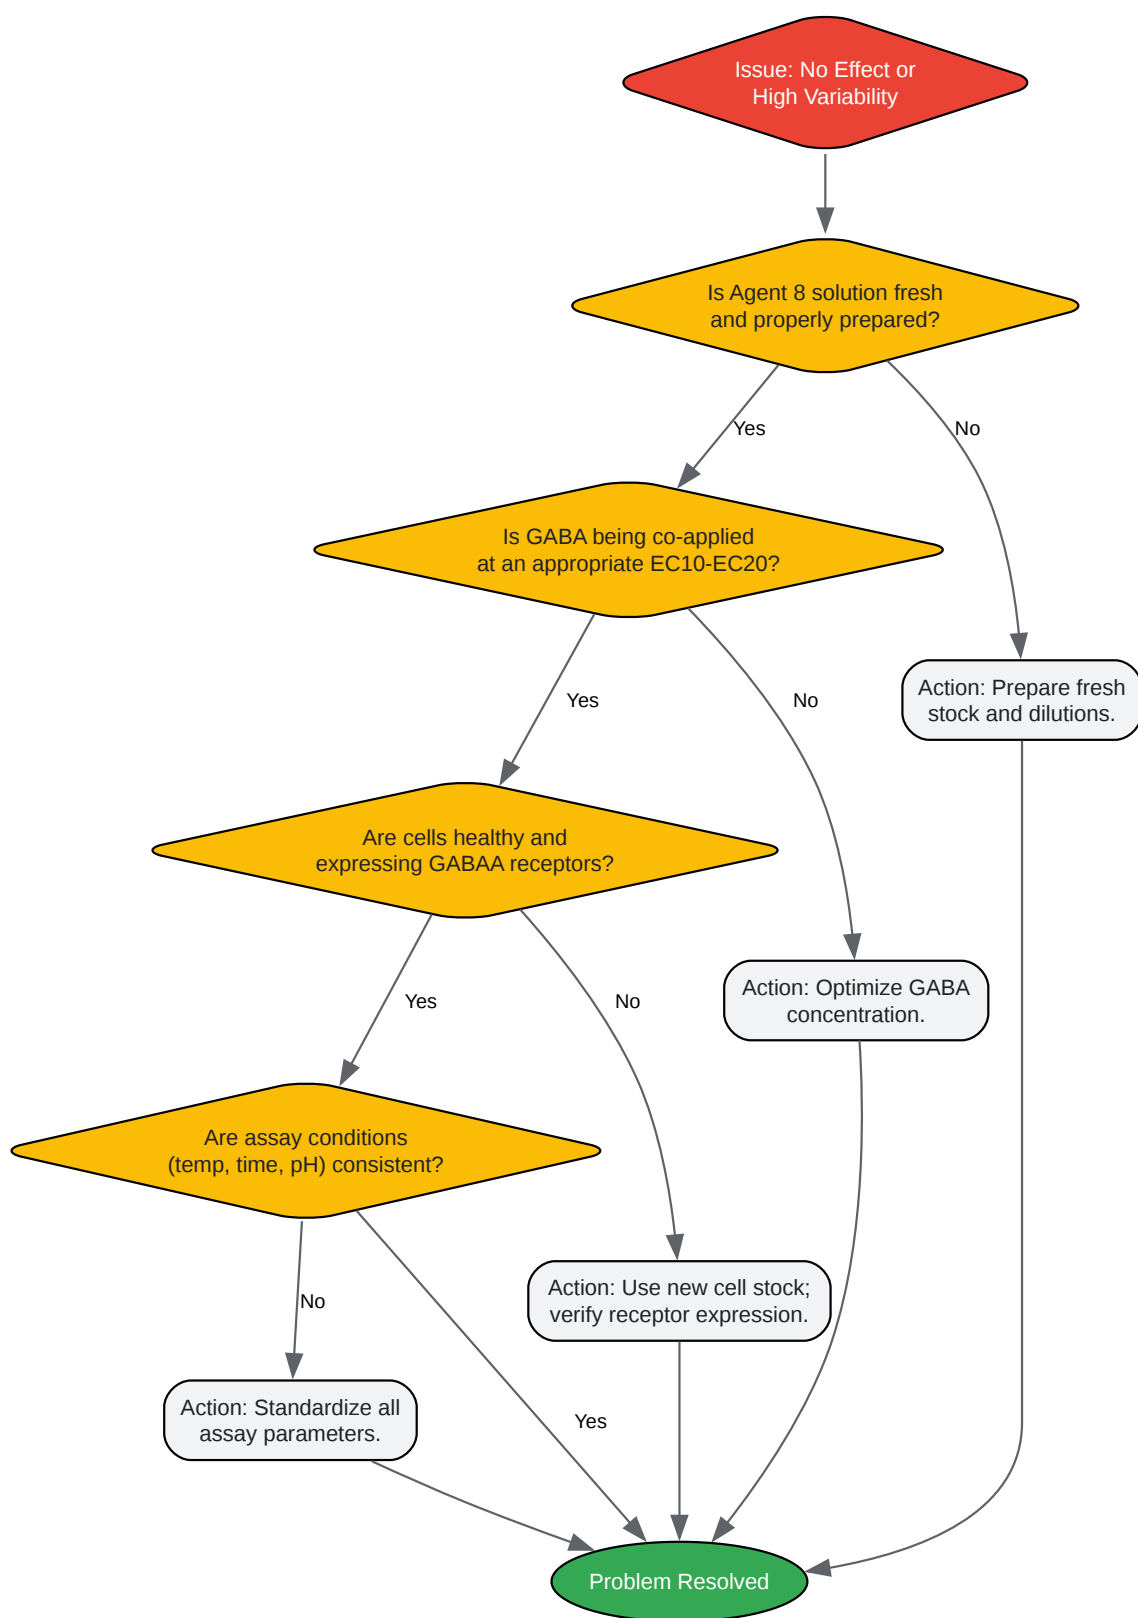 Issue: No Effect or
High Variability
Is Agent 8 solution fresh
and properly prepared?
Yes
No
Is GABA being co-applied
at an appropriate EC10-EC20?
Yes
No
Action: Prepare fresh
stock and dilutions.
Are cells healthy and
expressing GABAA receptors?
Yes
No
Action: Optimize GABA
concentration.
Are assay conditions
(temp, time, pH) consistent?
No
Yes
Action: Use new cell stock;
verify receptor expression.
Action: Standardize all
assay parameters.
Problem Resolved